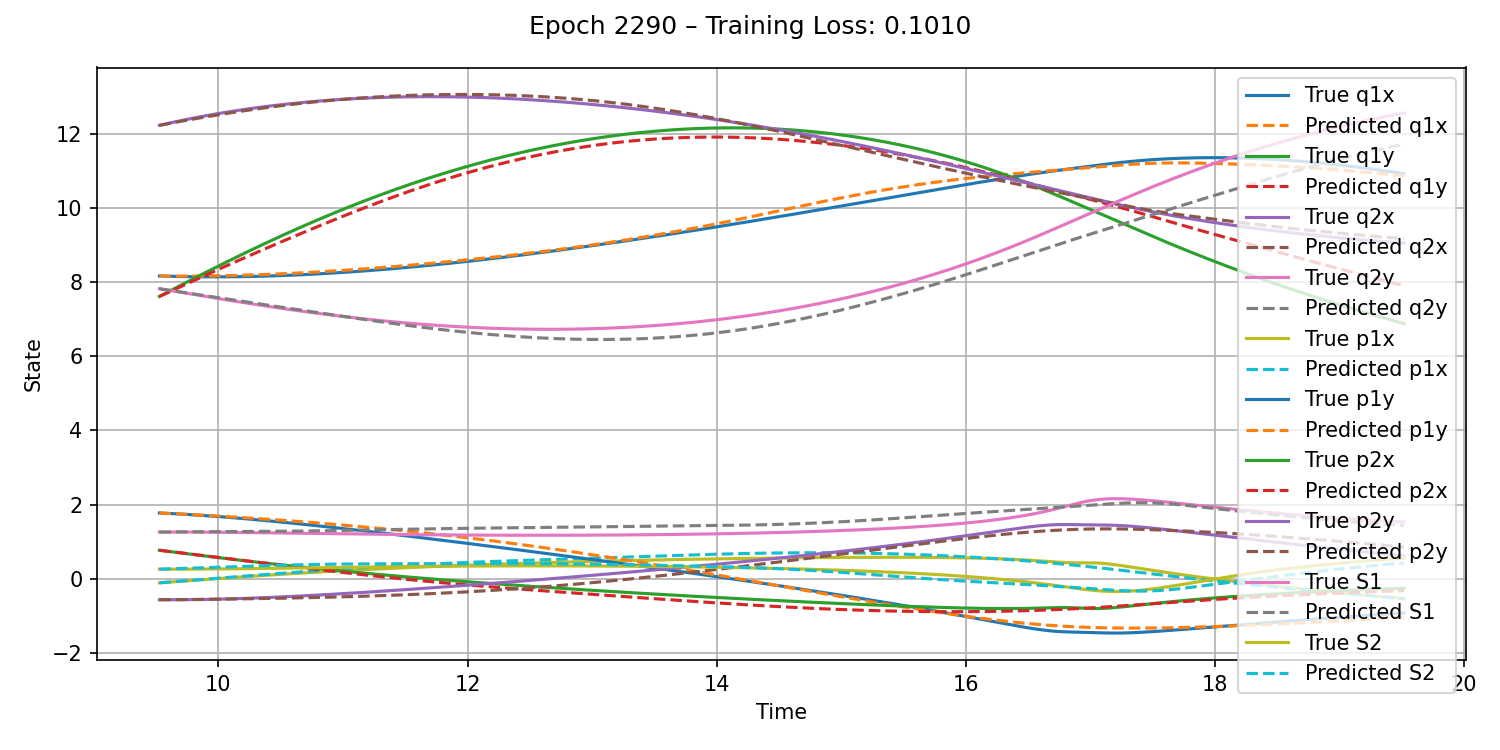 Epoch 2290 – Training Loss: 0.1010
State
12
10
8
6
4
2
0
−2
10
12
14
16
18
20
Time
True q1x
Predicted q1x
True q1y
Predicted q1y
True q2x
Predicted q2x
True q2y
Predicted q2y
True p1x
Predicted p1x
True p1y
Predicted p1y
True p2x
Predicted p2x
True p2y
Predicted p2y
True S1
Predicted S1
True S2
Predicted S2